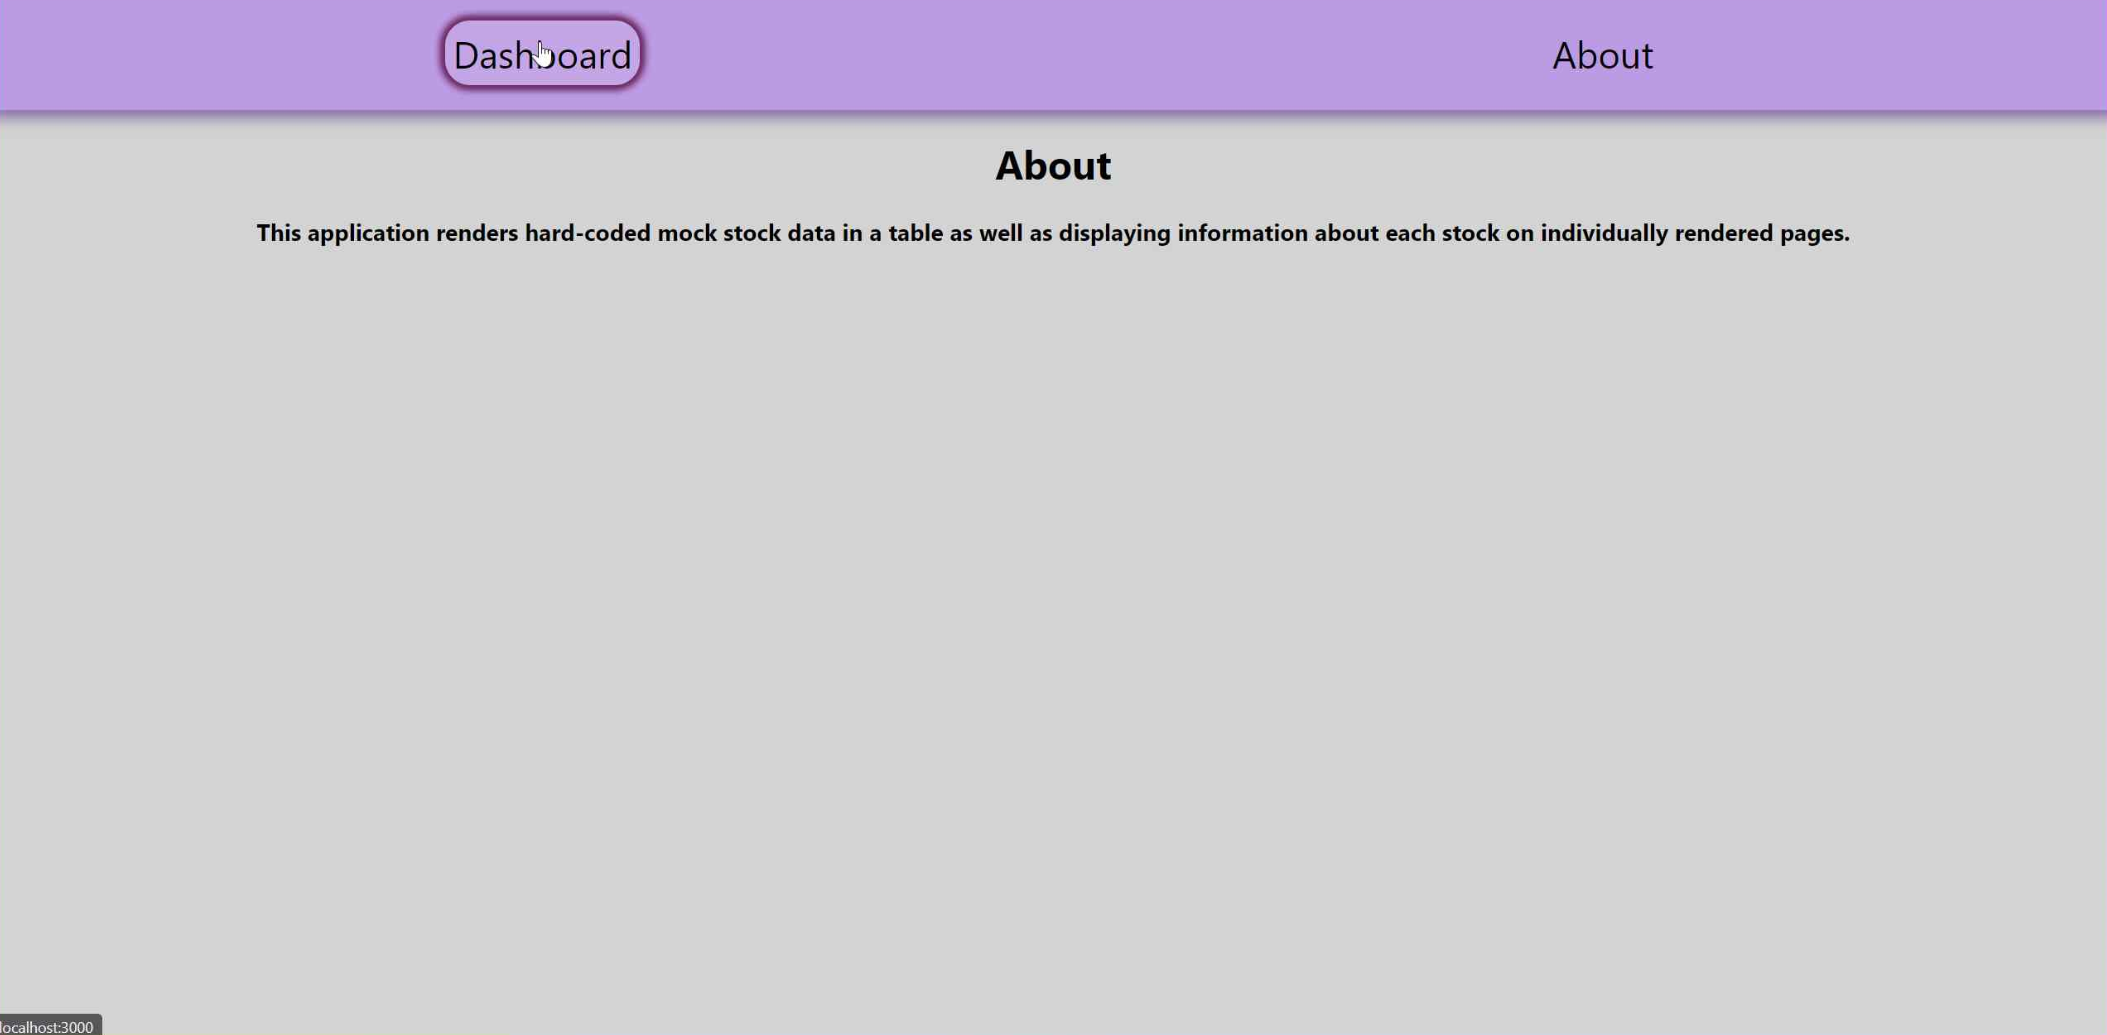 Dashboard
About
About
This application renders hard-coded mock stock data in a table as well as displaying information about each stock on individually rendered pages.
localhost:3000